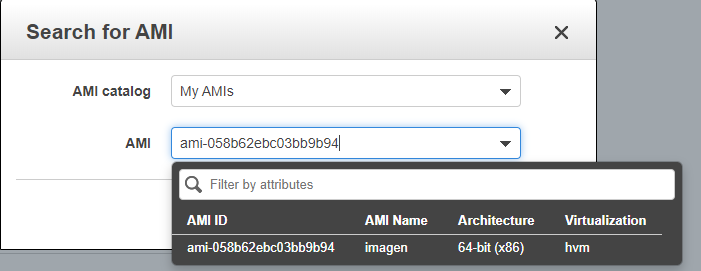 Search for AMI
AMI catalog My AMIs
AMI ami-058b62ebc03bb9b94
Filter by attributes
AMI ID AMI Name Architecture Virtualization
ami-058b62ebc03bb9b94 imagen 64-bit (x86) hvm